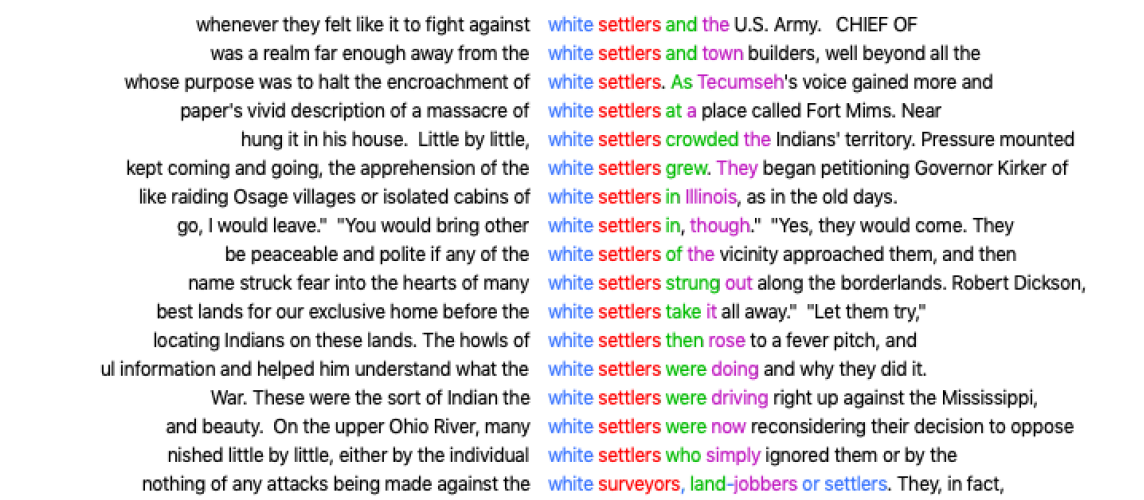 whenever they felt like it to fight against white settlers and the U.S. Army. CHIEF OF
was a realm far enough away from the white settlers and town builders, well beyond all the
whose purpose was to halt the encroachment of white settlers. As Tecumseh's voice gained more and
paper's vivid description of a massacre of white settlers at a place called Fort Mims. Near
hung it in his house. Little by little, white settlers crowded the Indians' territory. Pressure mounted
kept coming and going, the apprehension of the white settlers grew. They began petitioning Governor Kirker of
like raiding Osage villages or isolated cabins of white settlers in Illinois, as in the old days.
go, I would leave." "You would bring other white settlers in, though." "Yes, they would come. They
be peaceable and polite if any of the white settlers of the vicinity approached them, and then
name struck fear into the hearts of many white settlers strung out along the borderlands. Robert Dickson,
best lands for our exclusive home before the white settlers take it all away." "Let them try,"
locating Indians on these lands. The howls of white settlers then rose to a fever pitch, and
ul information and helped him understand what the white settlers were doing and why they did it.
War. These were the sort of Indian the white settlers were driving right up against the Mississippi,
and beauty. On the upper Ohio River, many white settlers were now reconsidering their decision to oppose
nished little by little, either by the individual white settlers who simply ignored them or by the
nothing of any attacks being made against the white surveyors, land-jobbers or settlers. They, in fact,